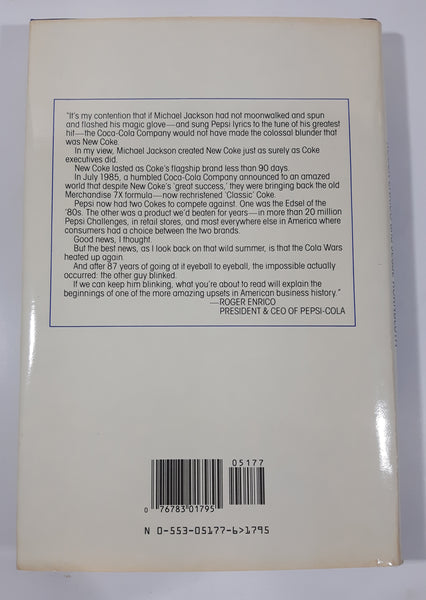 "It's my contention that if Michael Jackson had not moonwalked and spun
and flashed his magic glove—and sung Pepsi lyrics to the tune of his greatest
hit—the Coca-Cola Company would not have made the colossal blunder that
was New Coke.
In my view, Michael Jackson created New Coke just as surely as Coke
executives did.
New Coke lasted as Coke's flagship brand less than 90 days.
In July 1985, a humbled Coca-Cola Company announced to an amazed
world that despite New Coke's 'great success,' they were bringing back the old
Merchandise 7X formula—now rechristened 'Classic' Coke.
Pepsi now had two Cokes to compete against. One was the Edsel of the
'80s. The other was a product we'd beaten for years—in more than 20 million
Pepsi Challenges, in retail stores, and most everywhere else in America where
consumers had a choice between the two brands.
Good news, I thought.
But the best news, as I look back on that wild summer, is that the Cola Wars
heated up again.
And after 87 years of going at it eyeball to eyeball, the impossible actually
occurred: the other guy blinked.
If we can keep him blinking, what you're about to read will explain the
beginnings of one of the more amazing upsets in American business history."
—ROGER ENRICO
PRESIDENT & CEO OF PEPSI-COLA
05177
0 76783 01795
N 0-553-05177-6>1795